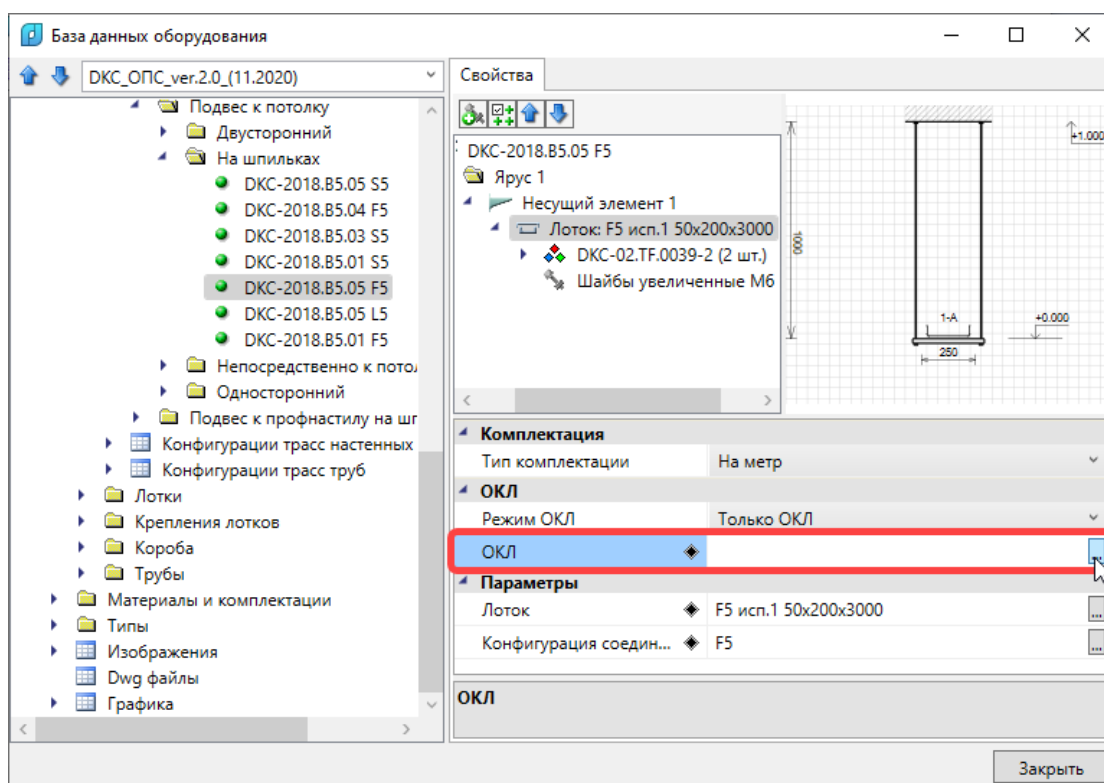 База данных оборудования
DKC_ОПС_ver.2.0_(11.2020)
Подвес к потолку
Двусторонний
На шпильках
DKC-2018.B5.05 S5
DKC-2018.B5.04 F5
DKC-2018.B5.03 S5
DKC-2018.B5.01 S5
DKC-2018.B5.05 F5
DKC-2018.B5.05 L5
DKC-2018.B5.01 F5
Непосредственно к пото
Односторонний
Подвес к профнастилу на шп
Конфигурации трасс настенных
Конфигурации трасс труб
Лотки
Крепления лотков
Короба
Трубы
Материалы и комплектации
Типы
Изображения
Dwg файлы
Графика
Свойства
DKC-2018.B5.05 F5
Ярус 1
Несущий элемент 1
Лоток: F5 исп.1 50x200x3000
DKC-02.TF.0039-2 (2 шт.)
Шайбы увеличенные М6
+1.000
1000
1-A
+0.000
250
Комплектация
Тип комплектации На метр
ОКЛ
Режим ОКЛ Только ОКЛ
ОКЛ ...
Параметры
Лоток F5 исп.1 50x200x3000 ...
Конфигурация соедин... F5 ...
ОКЛ
Закрыть